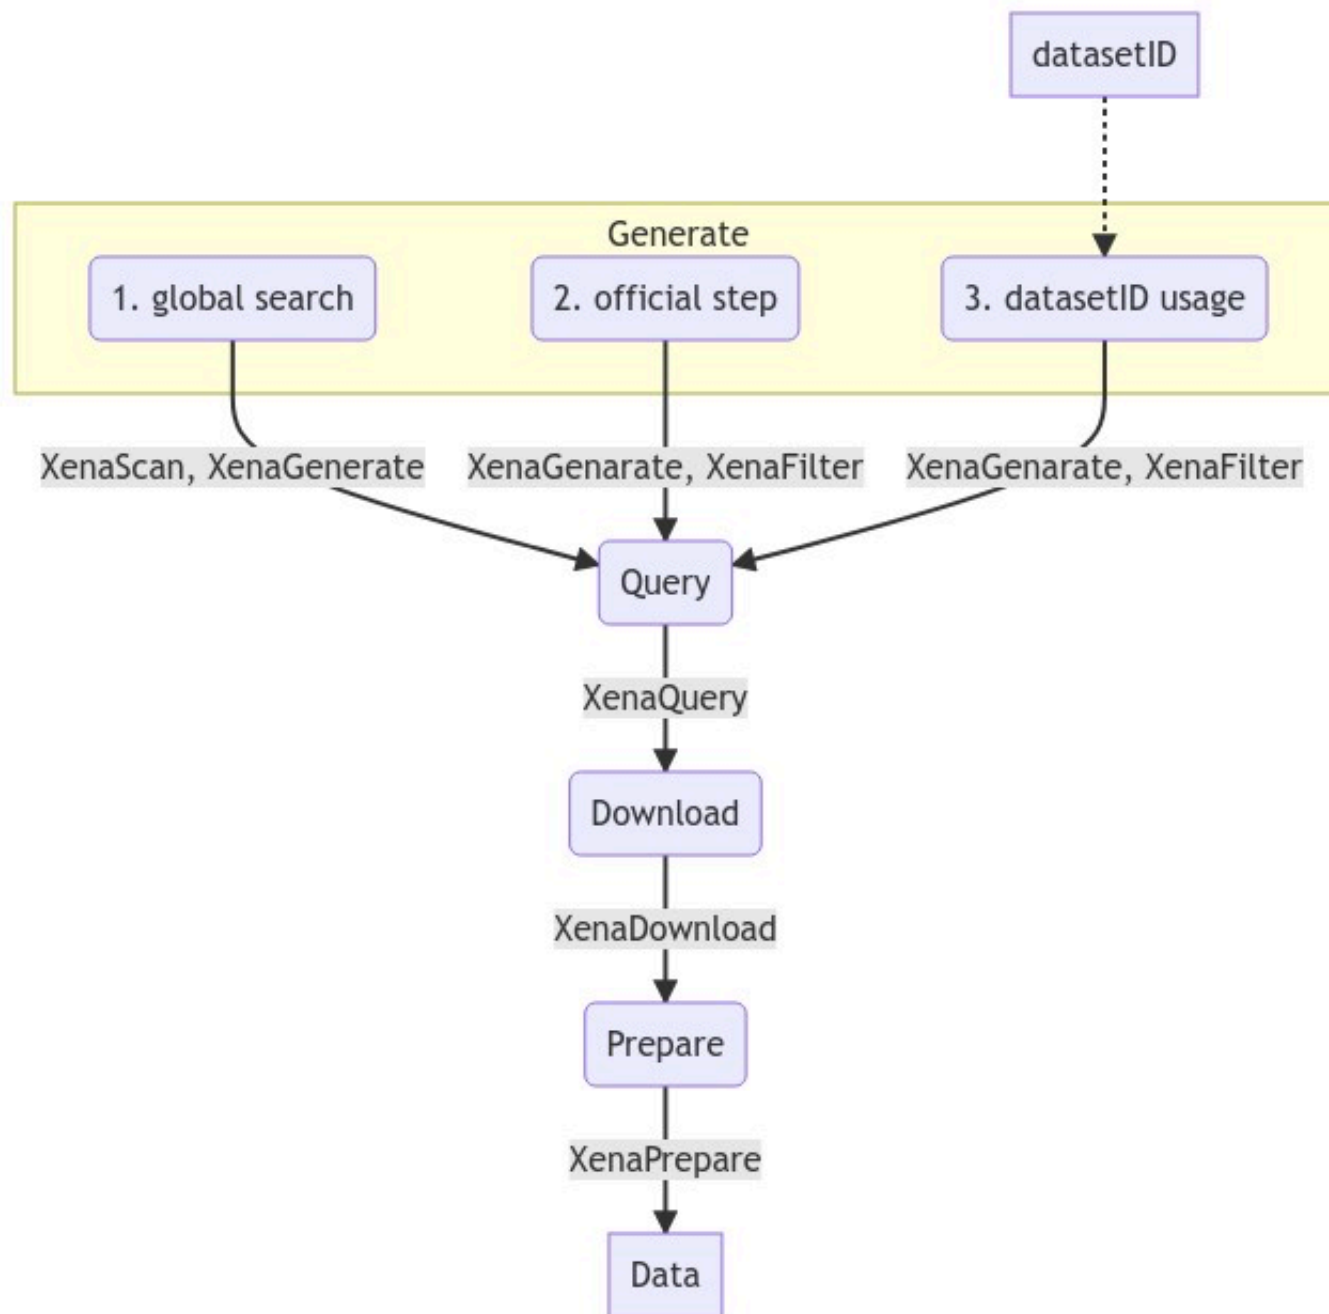 datasetID
Generate
1. global search
2. official step
3. datasetID usage
XenaScan, XenaGenerate
XenaGenarate, XenaFilter
XenaGenarate, XenaFilter
Query
XenaQuery
Download
XenaDownload
Prepare
XenaPrepare
Data